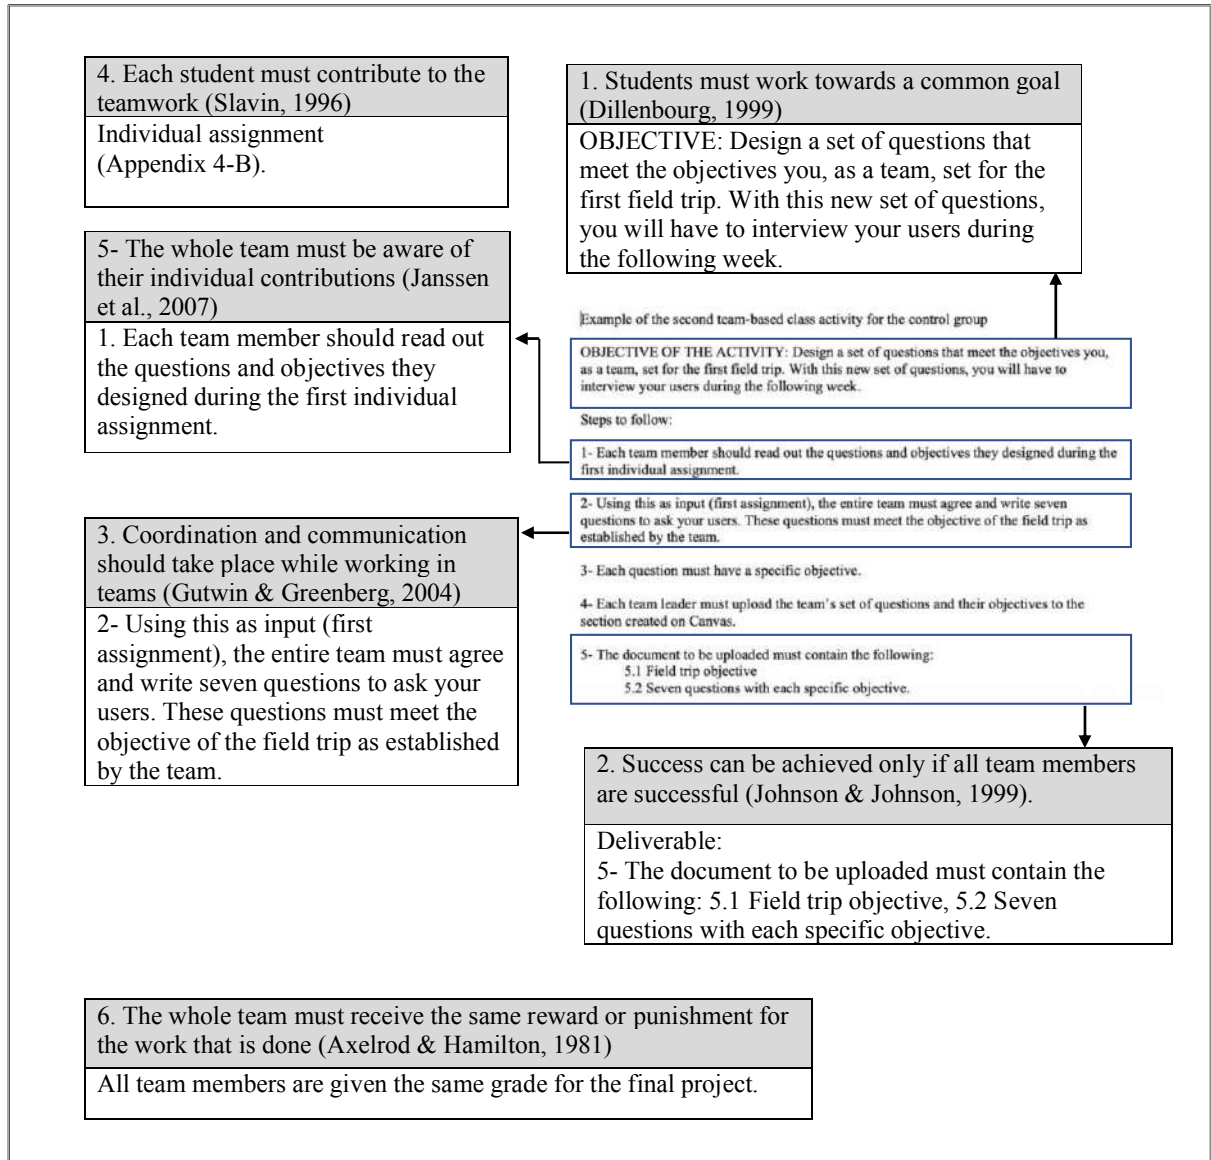 4. Each student must contribute to the
teamwork (Slavin, 1996)
Individual assignment
(Appendix 4-B).
1. Students must work towards a common goal
(Dillenbourg, 1999)
OBJECTIVE: Design a set of questions that
meet the objectives you, as a team, set for the
first field trip. With this new set of questions,
you will have to interview your users during
the following week.
5- The whole team must be aware of
their individual contributions (Janssen
et al., 2007)
1. Each team member should read out
the questions and objectives they
designed during the first individual
assignment.
Example of the second team-based class activity for the control group
OBJECTIVE OF THE ACTIVITY: Design a set of questions that meet the objectives you,
as a team, set for the first field trip. With this new set of questions, you will have to
interview your users during the following week.
Steps to follow:
1- Each team member should read out the questions and objectives they designed during the
first individual assignment.
2- Using this as input (first assignment), the entire team must agree and write seven
questions to ask your users. These questions must meet the objective of the field trip as
established by the team.
3- Each question must have a specific objective.
4- Each team leader must upload the team's set of questions and their objectives to the
section created on Canvas.
5- The document to be uploaded must contain the following:
5.1 Field trip objective
5.2 Seven questions with each specific objective.
3. Coordination and communication
should take place while working in
teams (Gutwin & Greenberg, 2004)
2- Using this as input (first
assignment), the entire team must agree
and write seven questions to ask your
users. These questions must meet the
objective of the field trip as established
by the team.
2. Success can be achieved only if all team members
are successful (Johnson & Johnson, 1999).
Deliverable:
5- The document to be uploaded must contain the
following: 5.1 Field trip objective, 5.2 Seven
questions with each specific objective.
6. The whole team must receive the same reward or punishment for
the work that is done (Axelrod & Hamilton, 1981)
All team members are given the same grade for the final project.